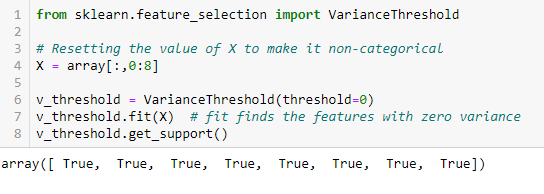 1 from sklearn.feature_selection import VarianceThreshold
2
3 # Resetting the value of X to make it non-categorical
4 X = array[:,0:8]
5
6 v_threshold = VarianceThreshold(threshold=0)
7 v_threshold.fit(X)  # fit finds the features with zero variance
8 v_threshold.get_support()
array([ True,  True,  True,  True,  True,  True,  True,  True])